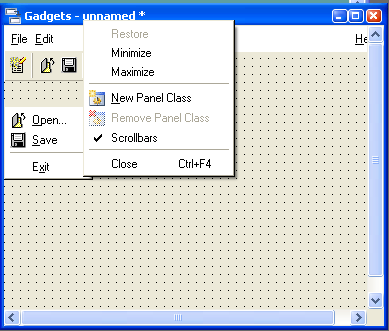 Gadgets - unnamed *
File Edit
He
Restore
Minimize
Maximize
New Panel Class
Remove Panel Class
Scrollbars
Close Ctrl+F4
Open...
Save
Exit